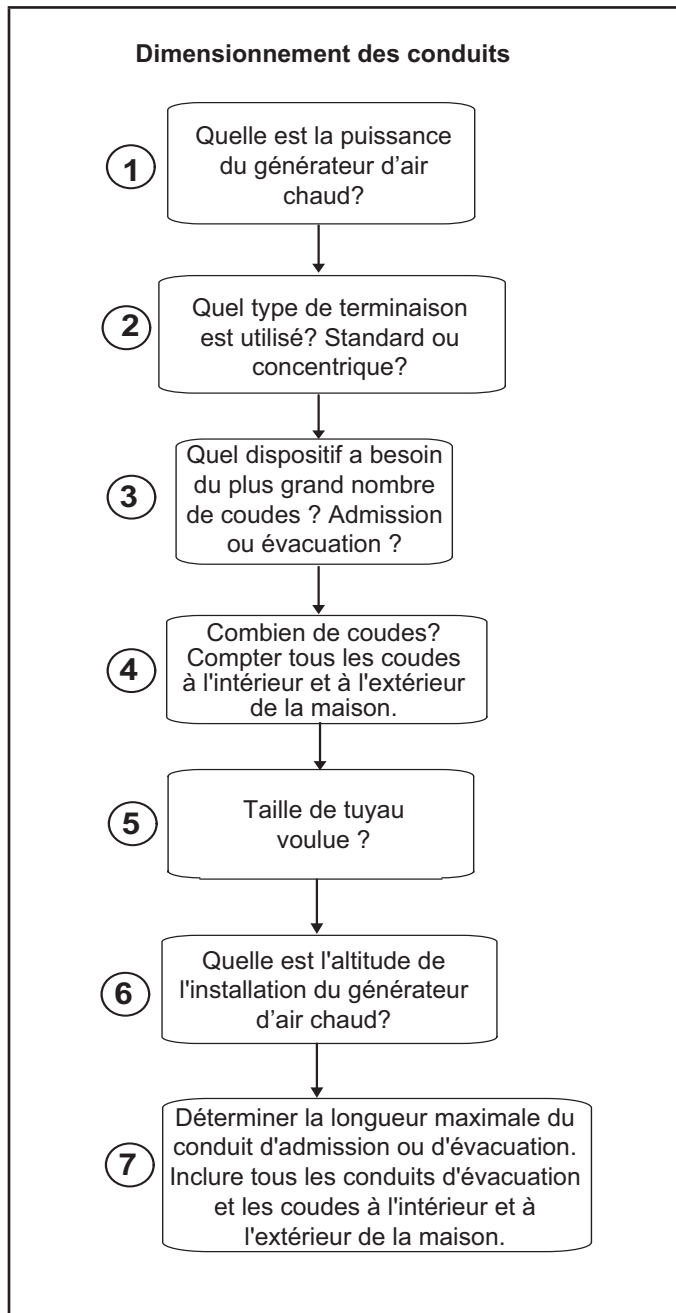 Dimensionnement des conduits
1
Quelle est la puissance
du générateur d’air
chaud?
2
Quel type de terminaison
est utilisé? Standard ou
concentrique?
3
Quel dispositif a besoin
du plus grand nombre
de coudes ? Admission
ou évacuation ?
4
Combien de coudes?
Compter tous les coudes
à l'intérieur et à l'extérieur
de la maison.
5
Taille de tuyau
voulue ?
6
Quelle est l'altitude de
l'installation du générateur
d’air chaud?
7
Déterminer la longueur maximale du
conduit d'admission ou d'évacuation.
Inclure tous les conduits d'évacuation
et les coudes à l'intérieur et à
l'extérieur de la maison.